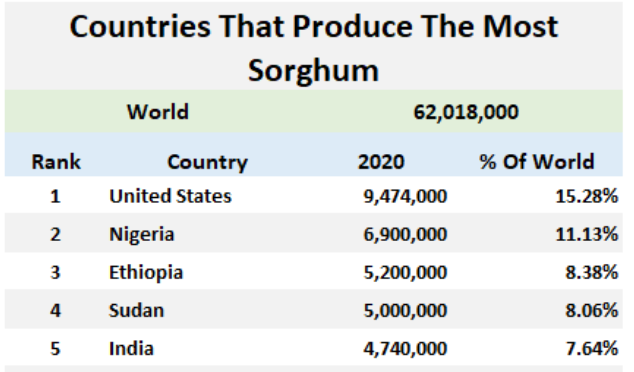 Countries That Produce The Most
Sorghum
World 62,018,000
Rank Country 2020 % Of World
1 United States 9,474,000 15.28%
2 Nigeria 6,900,000 11.13%
3 Ethiopia 5,200,000 8.38%
4 Sudan 5,000,000 8.06%
5 India 4,740,000 7.64%